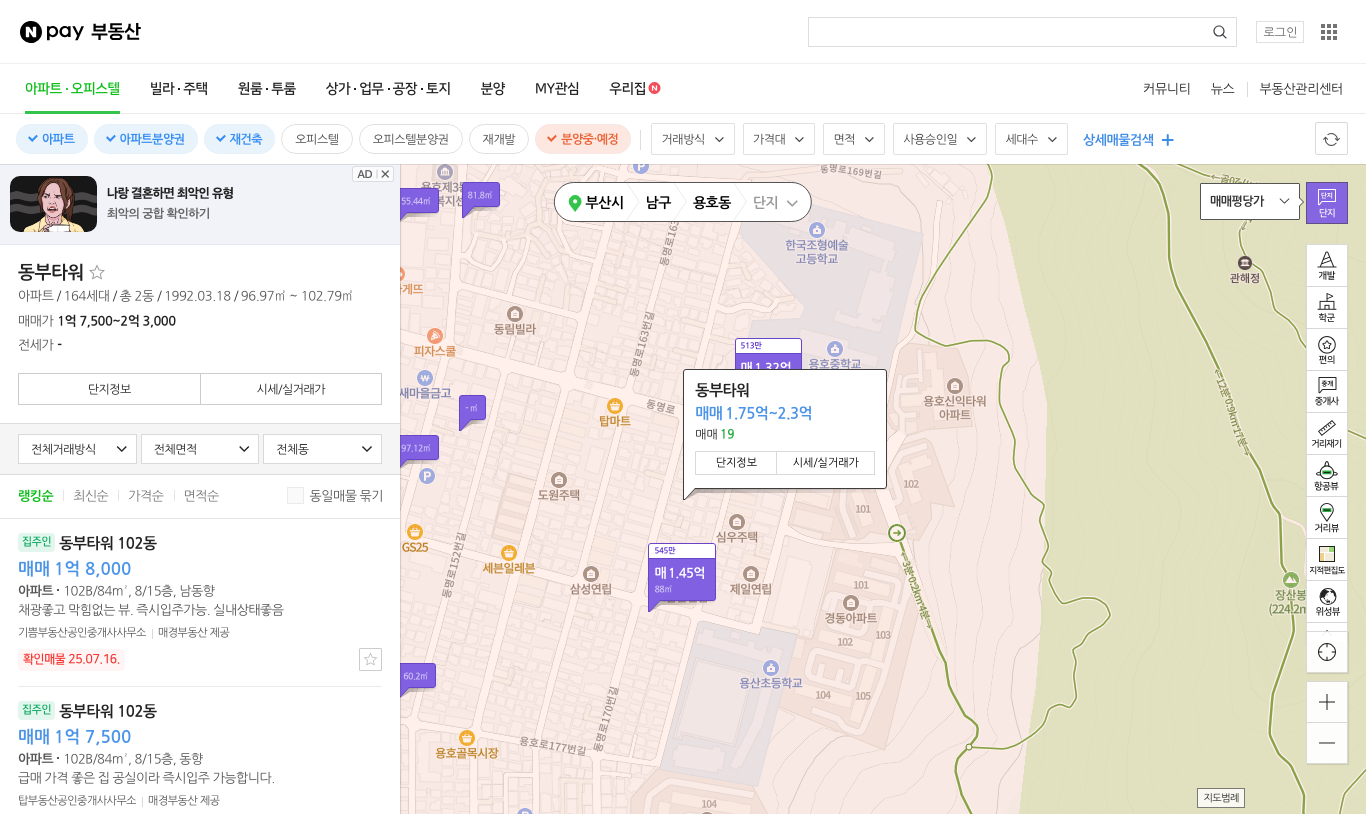 N pay 부동산
로그인
아파트·오피스텔 빌라·주택 원룸·투룸 상가·업무·공장·토지 분양 MY관심 우리집 N
커뮤니티 뉴스 부동산관리센터
아파트 아파트분양권 재건축 오피스텔 오피스텔분양권 재개발 분양중·예정 거래방식 가격대 면적 사용승인일 세대수 상세매물검색
AD
나랑 결혼하면 최악인 유형
최악의 궁합 확인하기
동부타워
아파트 / 164세대 / 총 2동 / 1992.03.18 / 96.97㎡ ~ 102.79㎡
매매가 1억 7,500~2억 3,000
전세가 -
단지정보 시세/실거래가
전체거래방식 전체면적 전체동
랭킹순 최신순 가격순 면적순 동일매물 묶기
집주인 동부타워 102동
매매 1억 8,000
아파트 · 102B/84㎡, 8/15층, 남동향
채광좋고 막힘없는 뷰. 즉시입주가능. 실내상태좋음
기쁨부동산공인중개사사무소 매경부동산 제공
확인매물 25.07.16.
집주인 동부타워 102동
매매 1억 7,500
아파트 · 102B/84㎡, 8/15층, 동향
급매 가격 좋은 집 공실이라 즉시입주 가능합니다.
탑부동산공인중개사사무소 매경부동산 제공
부산시 남구 용호동 단지
매매평당가
단지
단지
55.44㎡
81.8㎡
동명로169번길
한국조형예술
고등학교
관해정
동림빌라
동명로163번길
피자스쿨
새마을금고
- ㎡
탑마트
동명로
513만
매 1.32억
용호중학교
용호신익타워
아파트
동부타워
매매 1.75억~2.3억
매매 19
단지정보 시세/실거래가
97.12㎡
P
도원주택
102
101
GS25
세븐일레븐
동명로152번길
심우주택
545만
매 1.45억
88㎡
삼성연립
제일연립
101
경동아파트
102
103
104
105
용산초등학교
60.2㎡
동명로170번길
용호로177번길
용호골목시장
104
12분 0.9km 17분
3분 0.2km 4분
장산봉
개발
학군
편의
중개
중개사
거리재기
항공뷰
거리뷰
지적편집도
위성뷰
지도범례